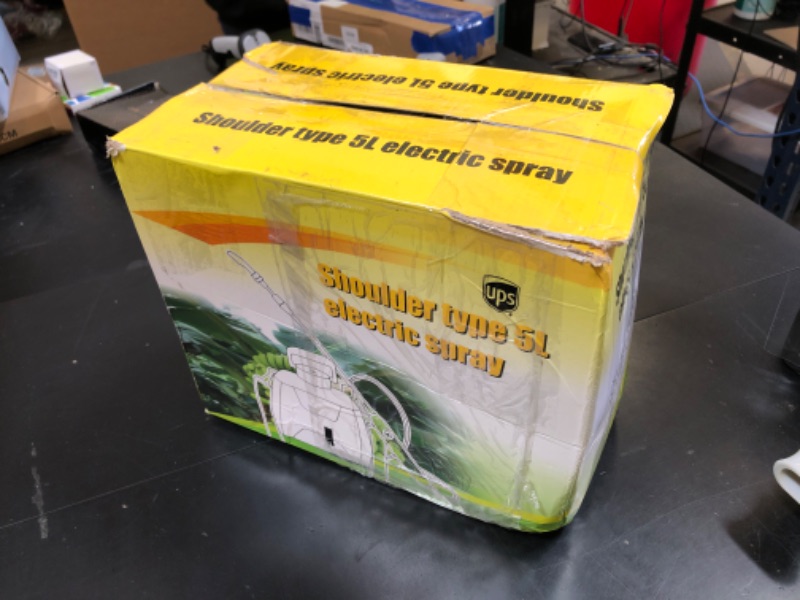 Shoulder type 5L electric spray
Shoulder type 5L electric spray
ups
Shoulder type 5L
electric spray